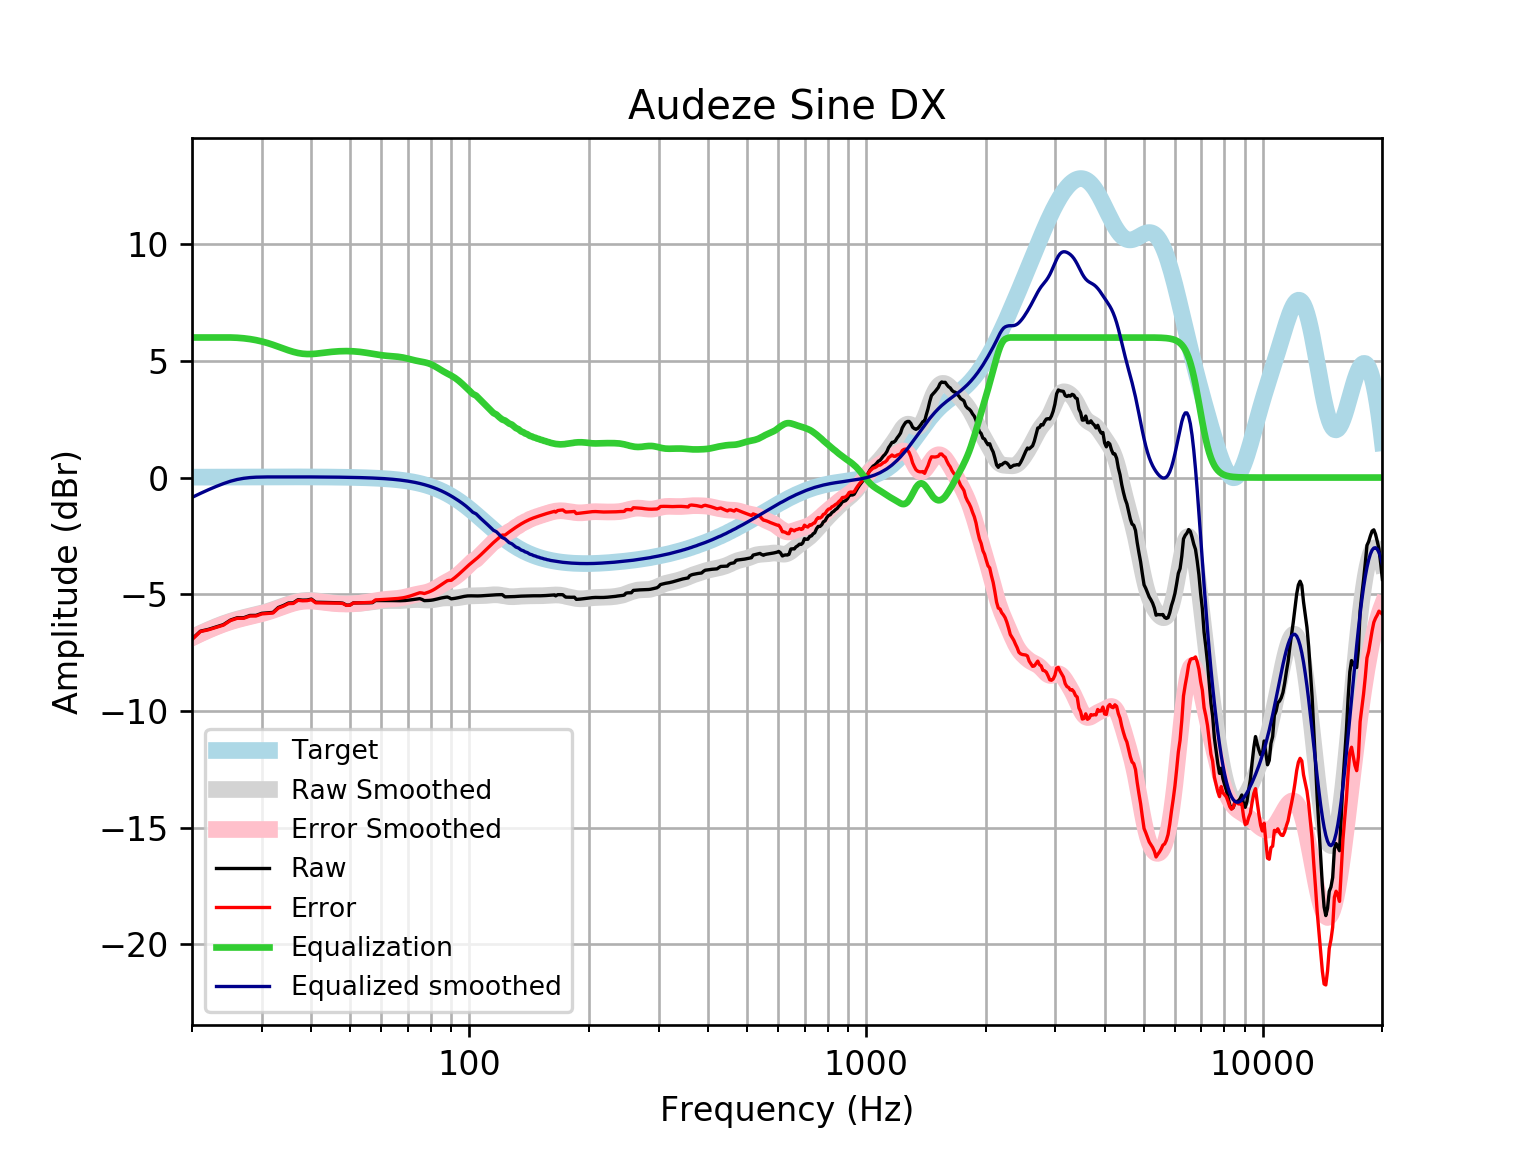 Audeze Sine DX
Amplitude (dBr)
10
5
0
−5
−10
−15
−20
Target
Raw Smoothed
Error Smoothed
Raw
Error
Equalization
Equalized smoothed
100 1000 10000
Frequency (Hz)